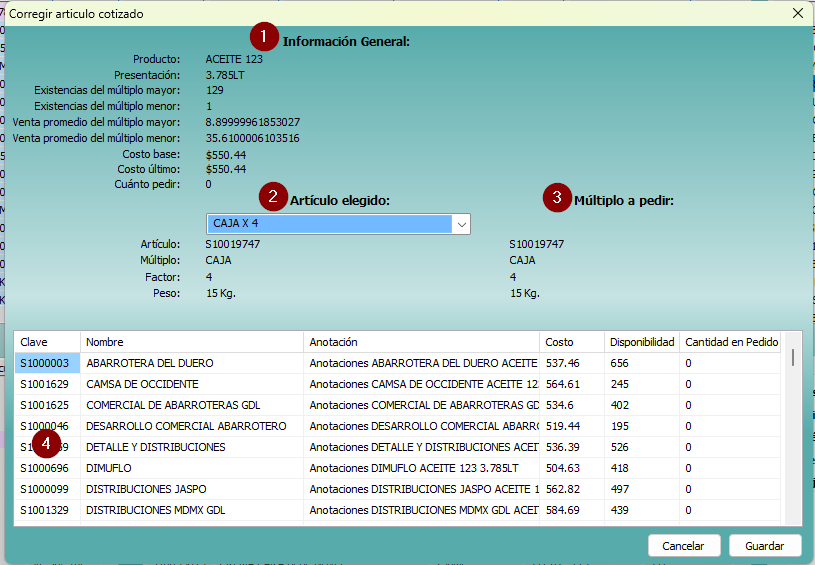 Corregir articulo cotizado
1 Información General:
Producto: ACEITE 123
Presentación: 3.785LT
Existencias del múltiplo mayor: 129
Existencias del múltiplo menor: 1
Venta promedio del múltiplo mayor: 8.89999961853027
Venta promedio del múltiplo menor: 35.6100006103516
Costo base: $550.44
Costo último: $550.44
Cuánto pedir: 0
2 Artículo elegido: 3 Múltiplo a pedir:
CAJA X 4
Artículo: S10019747 S10019747
Múltiplo: CAJA CAJA
Factor: 4 4
Peso: 15 Kg. 15 Kg.
Clave Nombre Anotación Costo Disponibilidad Cantidad en Pedido
S1000003 ABARROTERA DEL DUERO Anotaciones ABARROTERA DEL DUERO ACEITE 537.46 656 0
S1001629 CAMSA DE OCCIDENTE Anotaciones CAMSA DE OCCIDENTE ACEITE 12 564.61 245 0
S1001625 COMERCIAL DE ABARROTERAS GDL Anotaciones COMERCIAL DE ABARROTERAS GD 534.6 402 0
S1000046 DESARROLLO COMERCIAL ABARROTERO Anotaciones DESARROLLO COMERCIAL ABARR 519.44 195 0
4 DETALLE Y DISTRIBUCIONES Anotaciones DETALLE Y DISTRIBUCIONES ACEI 536.39 526 0
S1000696 DIMUFLO Anotaciones DIMUFLO ACEITE 123 3.785LT 504.63 418 0
S1000099 DISTRIBUCIONES JASPO Anotaciones DISTRIBUCIONES JASPO ACEITE 1 562.82 497 0
S1001329 DISTRIBUCIONES MDMX GDL Anotaciones DISTRIBUCIONES MDMX GDL ACEI 584.69 439 0
Cancelar Guardar